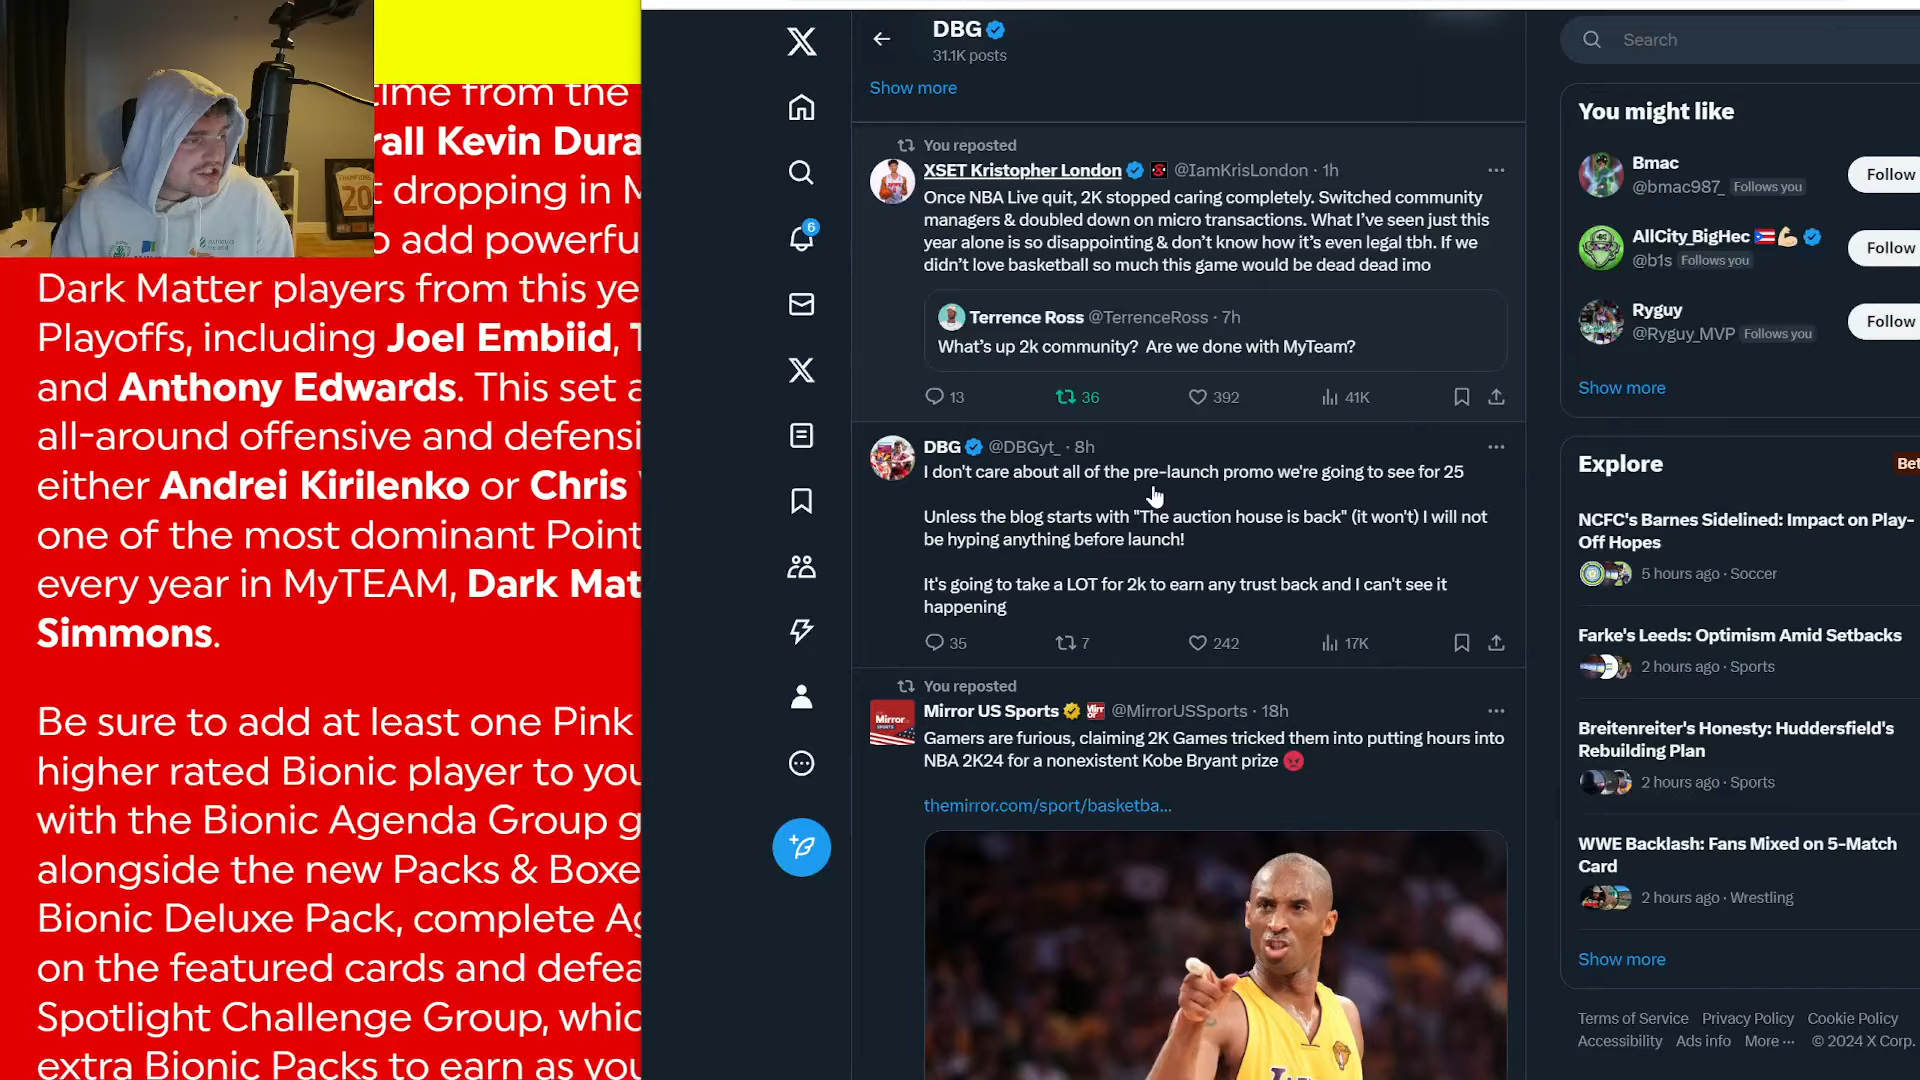 time from the
rall Kevin Dura
t dropping in M
o add powerfu
Dark Matter players from this ye
Playoffs, including Joel Embiid, T
and Anthony Edwards. This set a
all-around offensive and defensi
either Andrei Kirilenko or Chris
one of the most dominant Point
every year in MyTEAM, Dark Mat
Simmons.
Be sure to add at least one Pink
higher rated Bionic player to you
with the Bionic Agenda Group g
alongside the new Packs & Boxe
Bionic Deluxe Pack, complete Ag
on the featured cards and defea
Spotlight Challenge Group, whic
extra Bionic Packs to earn as you
CHAMPIONS
20
6
DBG
31.1K posts
Show more
You reposted
XSET Kristopher London @IamKrisLondon · 1h
Once NBA Live quit, 2K stopped caring completely. Switched community
managers & doubled down on micro transactions. What I've seen just this
year alone is so disappointing & don't know how it's even legal tbh. If we
didn't love basketball so much this game would be dead dead imo
Terrence Ross @TerrenceRoss · 7h
What's up 2k community? Are we done with MyTeam?
13 36 392 41K
DBG @DBGyt_ · 8h
I don't care about all of the pre-launch promo we're going to see for 25
Unless the blog starts with "The auction house is back" (it won't) I will not
be hyping anything before launch!
It's going to take a LOT for 2k to earn any trust back and I can't see it
happening
35 7 242 17K
You reposted
Mirror US Sports @MirrorUSSports · 18h
Mirror
SPORTS
Gamers are furious, claiming 2K Games tricked them into putting hours into
NBA 2K24 for a nonexistent Kobe Bryant prize 😡
themirror.com/sport/basketba...
Search
You might like
Bmac
@bmac987_ Follows you
Follow
AllCity_BigHec 🇵🇷💪🏼
@b1s Follows you
Follow
Ryguy
@Ryguy_MVP Follows you
Follow
Show more
Explore
Bet
NCFC's Barnes Sidelined: Impact on Play-
Off Hopes
5 hours ago · Soccer
Farke's Leeds: Optimism Amid Setbacks
2 hours ago · Sports
Breitenreiter's Honesty: Huddersfield's
Rebuilding Plan
2 hours ago · Sports
WWE Backlash: Fans Mixed on 5-Match
Card
2 hours ago · Wrestling
Show more
Terms of Service Privacy Policy Cookie Policy
Accessibility Ads info More ··· © 2024 X Corp.